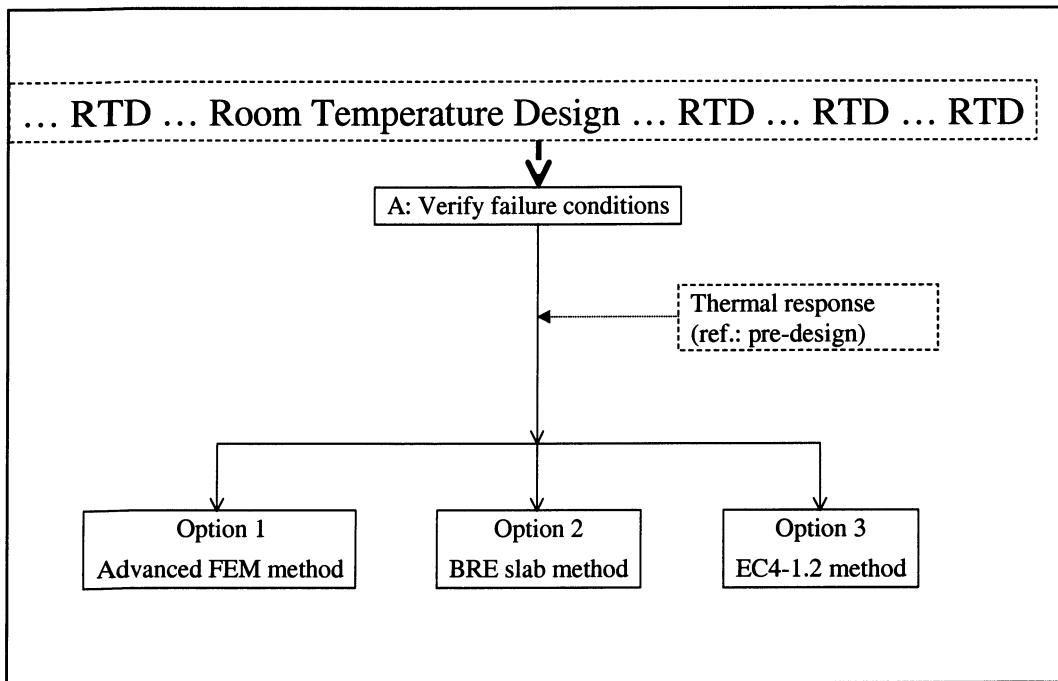 ... RTD ... Room Temperature Design ... RTD ... RTD ... RTD
A: Verify failure conditions
Thermal response
(ref.: pre-design)
Option 1
Advanced FEM method
Option 2
BRE slab method
Option 3
EC4-1.2 method